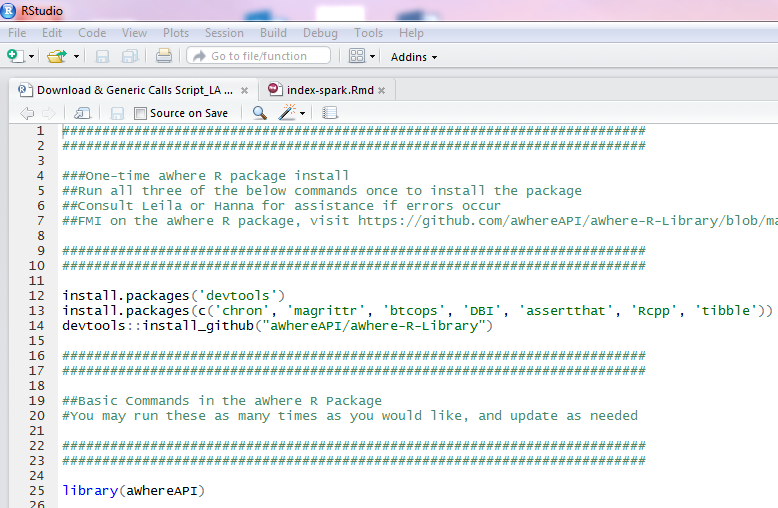 RStudio
File Edit Code View Plots Session Build Debug Tools Help
Go to file/function Addins
Download & Generic Calls Script_LA ... index-spark.Rmd
Source on Save
1 #########################################################################
2 #########################################################################
3
4 ###One-time aWhere R package install
5 ##Run all three of the below commands once to install the package
6 ##Consult Leila or Hanna for assistance if errors occur
7 ##FMI on the aWhere R package, visit https://github.com/aWhereAPI/aWhere-R-Library/blob/ma
8
9 #########################################################################
10 #########################################################################
11
12 install.packages('devtools')
13 install.packages(c('chron', 'magrittr', 'btcops', 'DBI', 'assertthat', 'Rcpp', 'tibble'))
14 devtools::install_github("aWhereAPI/aWhere-R-Library")
15
16 #########################################################################
17 #########################################################################
18
19 ##Basic Commands in the aWhere R Package
20 #You may run these as many times as you would like, and update as needed
21
22 #########################################################################
23 #########################################################################
24
25 library(aWhereAPI)
26